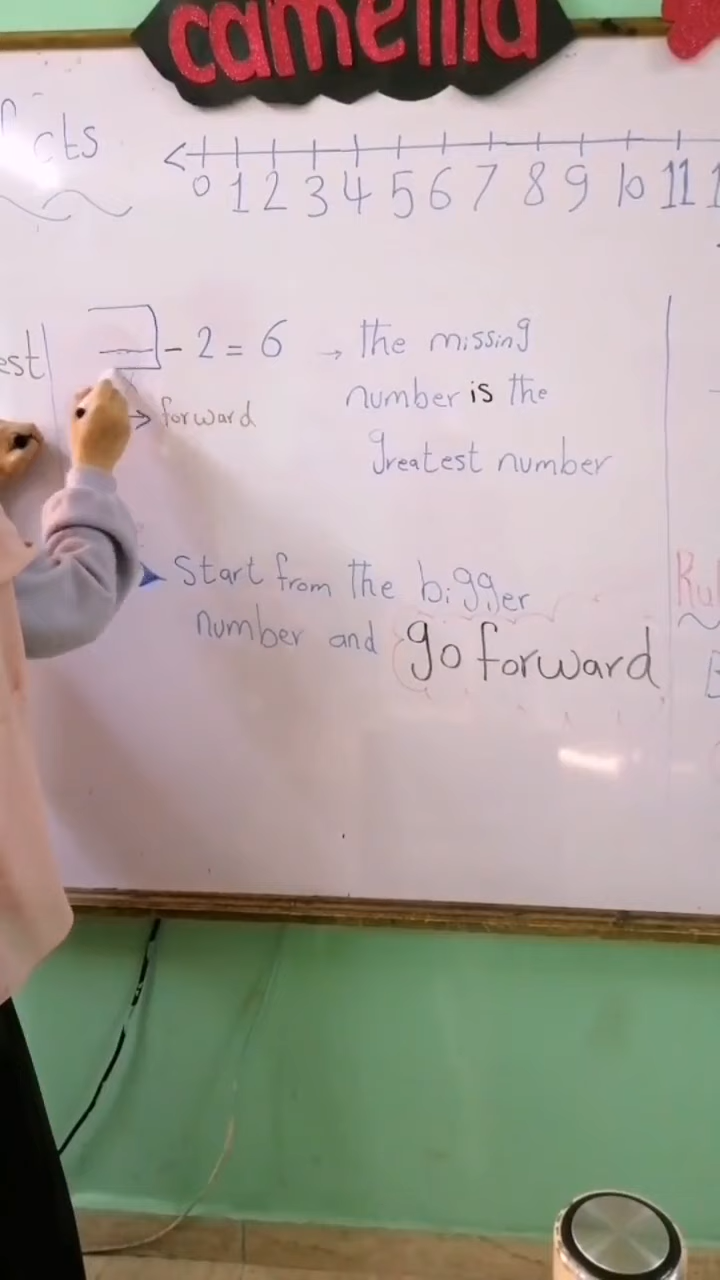 camellia
cts
0 1 2 3 4 5 6 7 8 9 10 11
est
- 2 = 6 → the missing
number is the
greatest number
→ forward
Start from the bigger
number and go forward